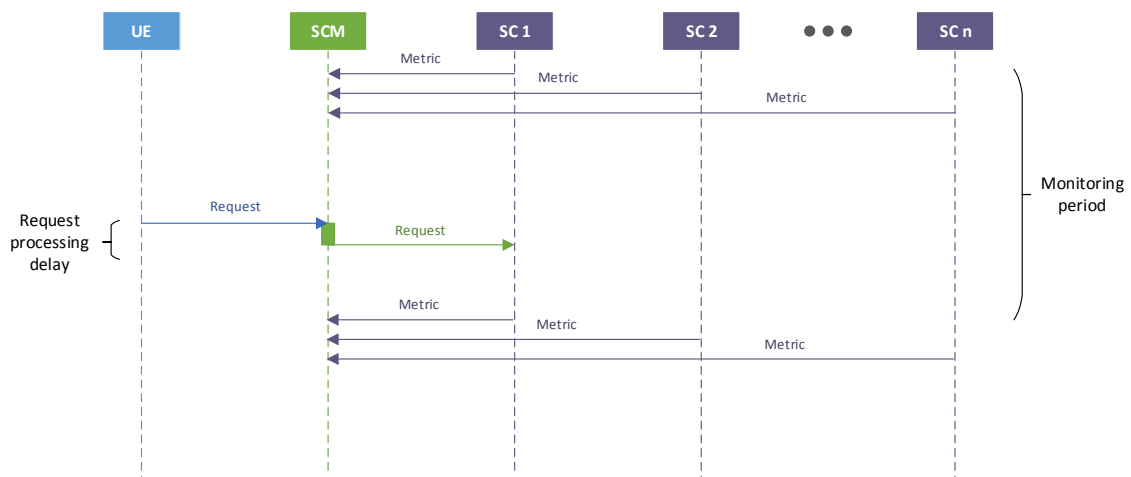 UE
SCM
SC 1
SC 2
SC n
Metric
Metric
Metric
Monitoring
period
Request
Request
processing
delay
Request
Metric
Metric
Metric